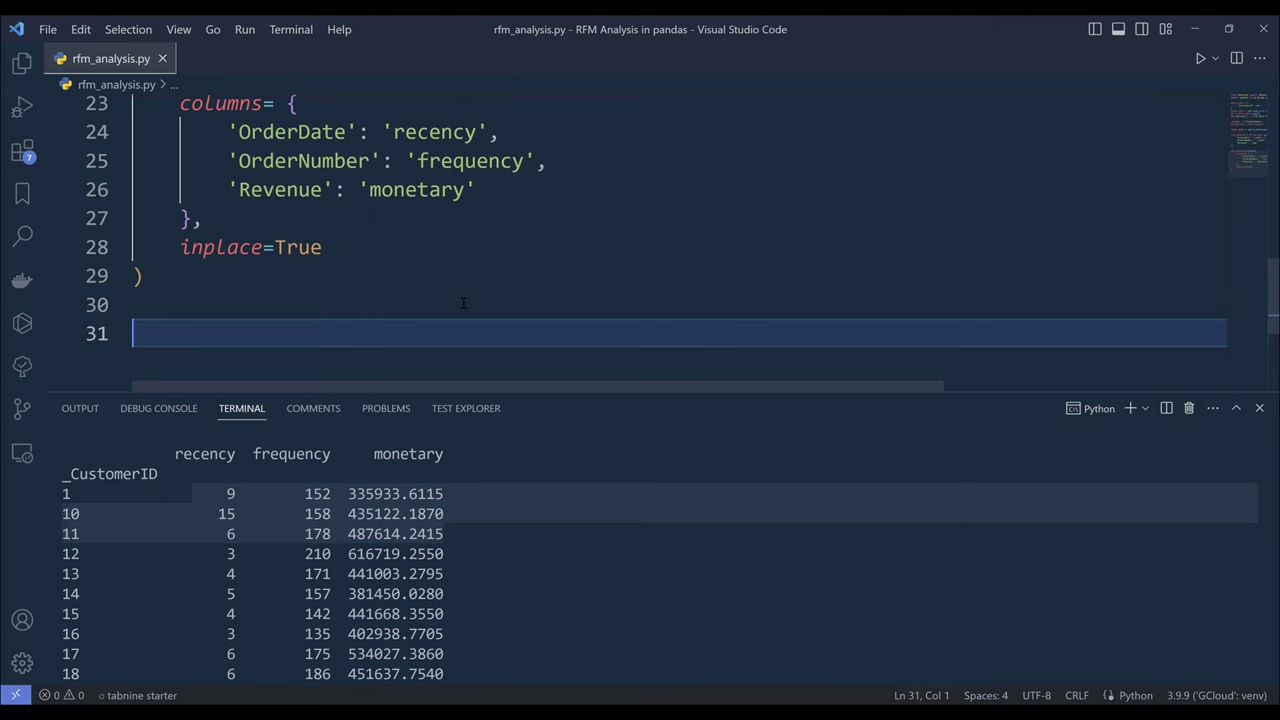 File Edit Selection View Go Run Terminal Help rfm_analysis.py - RFM Analysis in pandas - Visual Studio Code
rfm_analysis.py
rfm_analysis.py > ...
23 columns= {
24 'OrderDate': 'recency',
25 'OrderNumber': 'frequency',
26 'Revenue': 'monetary'
27 },
28 inplace=True
29 )
30
31
7
OUTPUT DEBUG CONSOLE TERMINAL COMMENTS PROBLEMS TEST EXPLORER Python
recency frequency monetary
_CustomerID
1 9 152 335933.6115
10 15 158 435122.1870
11 6 178 487614.2415
12 3 210 616719.2550
13 4 171 441003.2795
14 5 157 381450.0280
15 4 142 441668.3550
16 3 135 402938.7705
17 6 175 534027.3860
18 6 186 451637.7540
0 0 tabnine starter Ln 31, Col 1 Spaces: 4 UTF-8 CRLF Python 3.9.9 ('GCloud': venv)